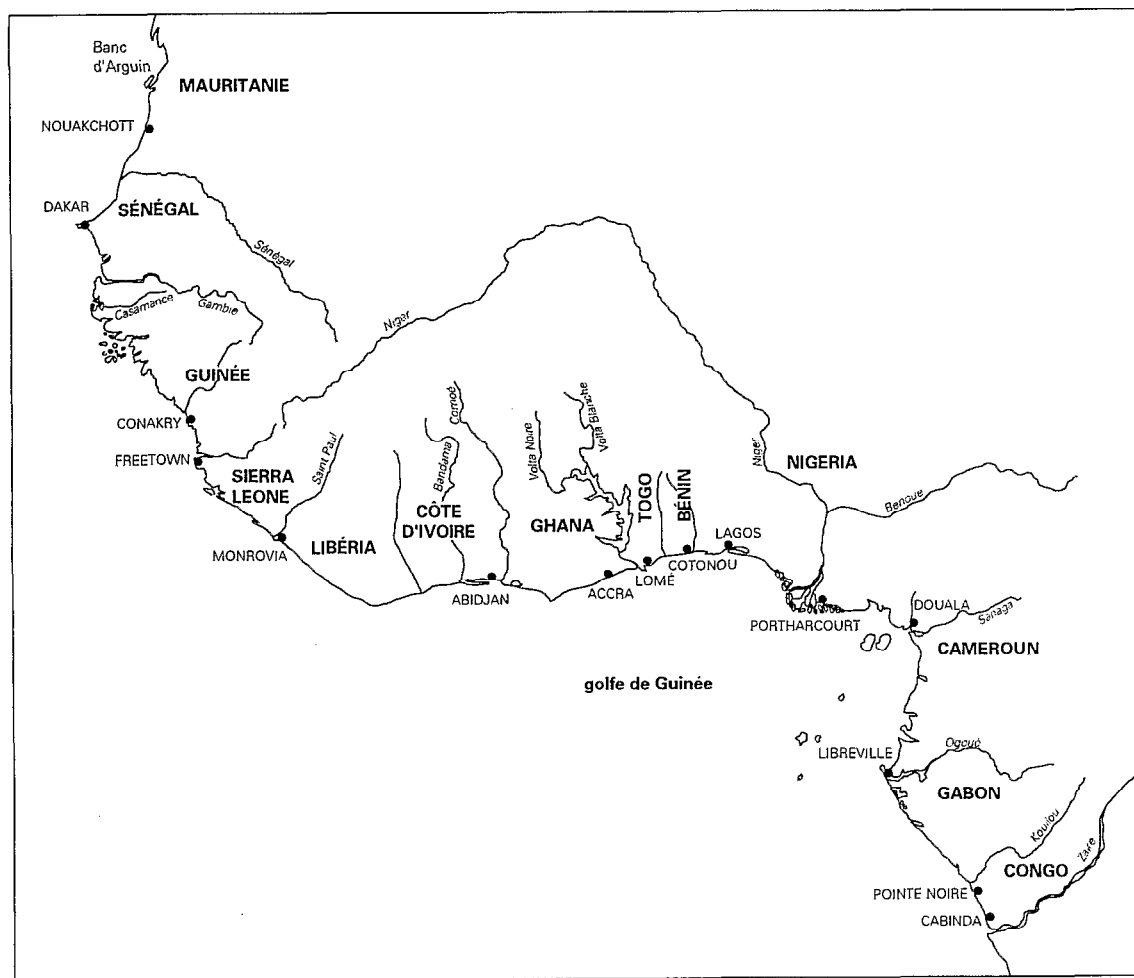 Banc
d'Arguin
MAURITANIE
NOUAKCHOTT
DAKAR
SÉNÉGAL
Sénégal
Casamance
Gambie
Niger
GUINÉE
CONAKRY
FREETOWN
SIERRA
LEONE
Saint Paul
MONROVIA
LIBÉRIA
CÔTE
D'IVOIRE
Bandama
Comoé
ABIDJAN
Volta Noire
Volta Blanche
GHANA
ACCRA
TOGO
LOMÉ
BÉNIN
COTONOU
LAGOS
Niger
NIGERIA
Benoue
PORTHARCOURT
DOUALA
Sanaga
CAMEROUN
golfe de Guinée
LIBREVILLE
Ogoué
GABON
Kouilou
CONGO
Zaïre
POINTE NOIRE
CABINDA